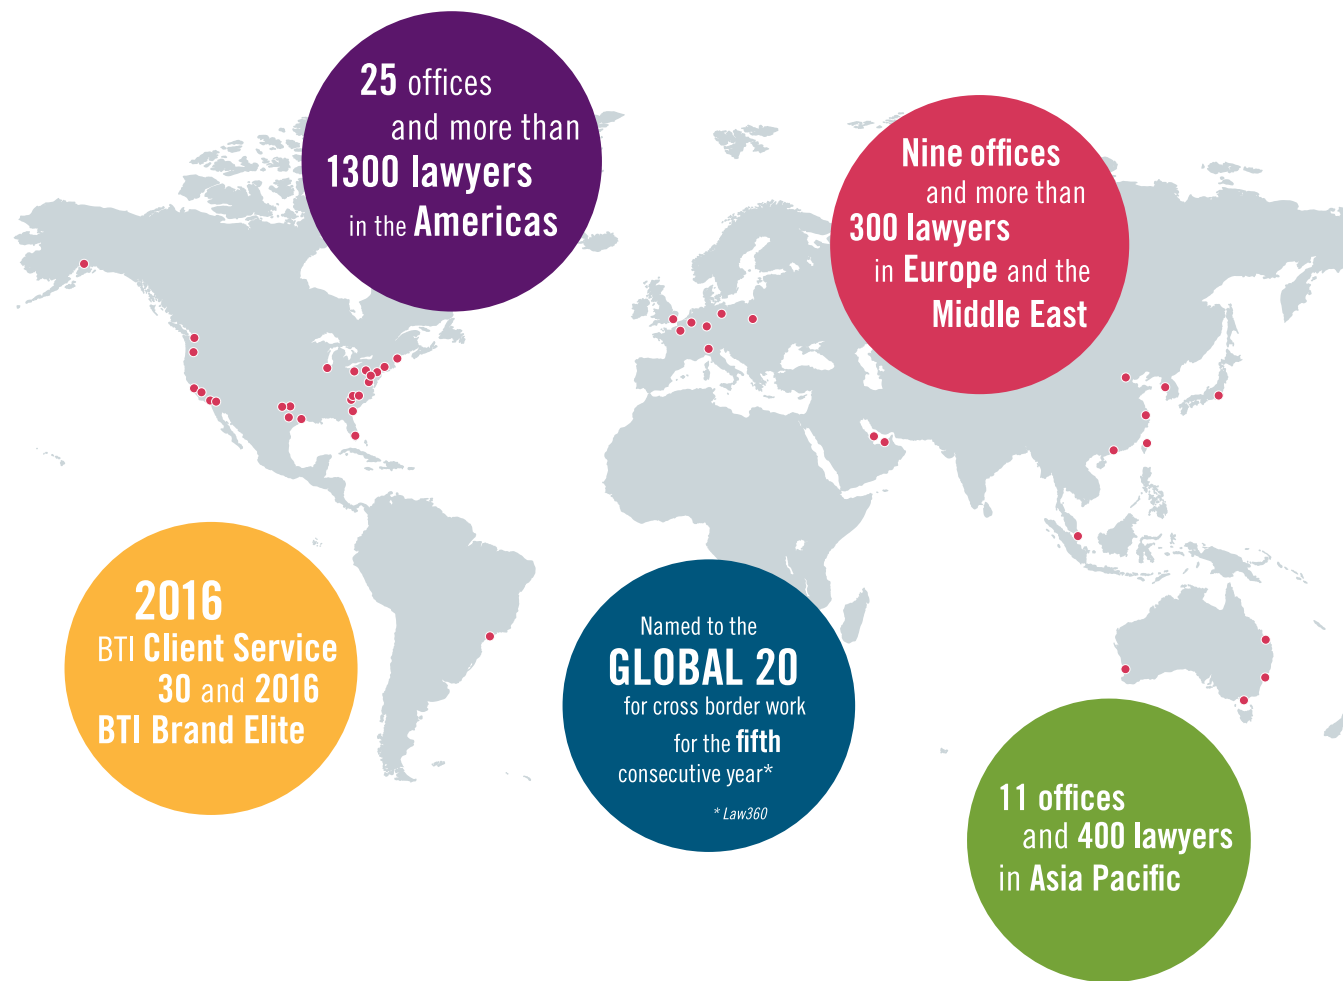 25 offices
and more than
1300 lawyers
in the Americas
Nine offices
and more than
300 lawyers
in Europe and the
Middle East
2016
BTI Client Service
30 and 2016
BTI Brand Elite
Named to the
GLOBAL 20
for cross border work
for the fifth
consecutive year*
* Law360
11 offices
and 400 lawyers
in Asia Pacific